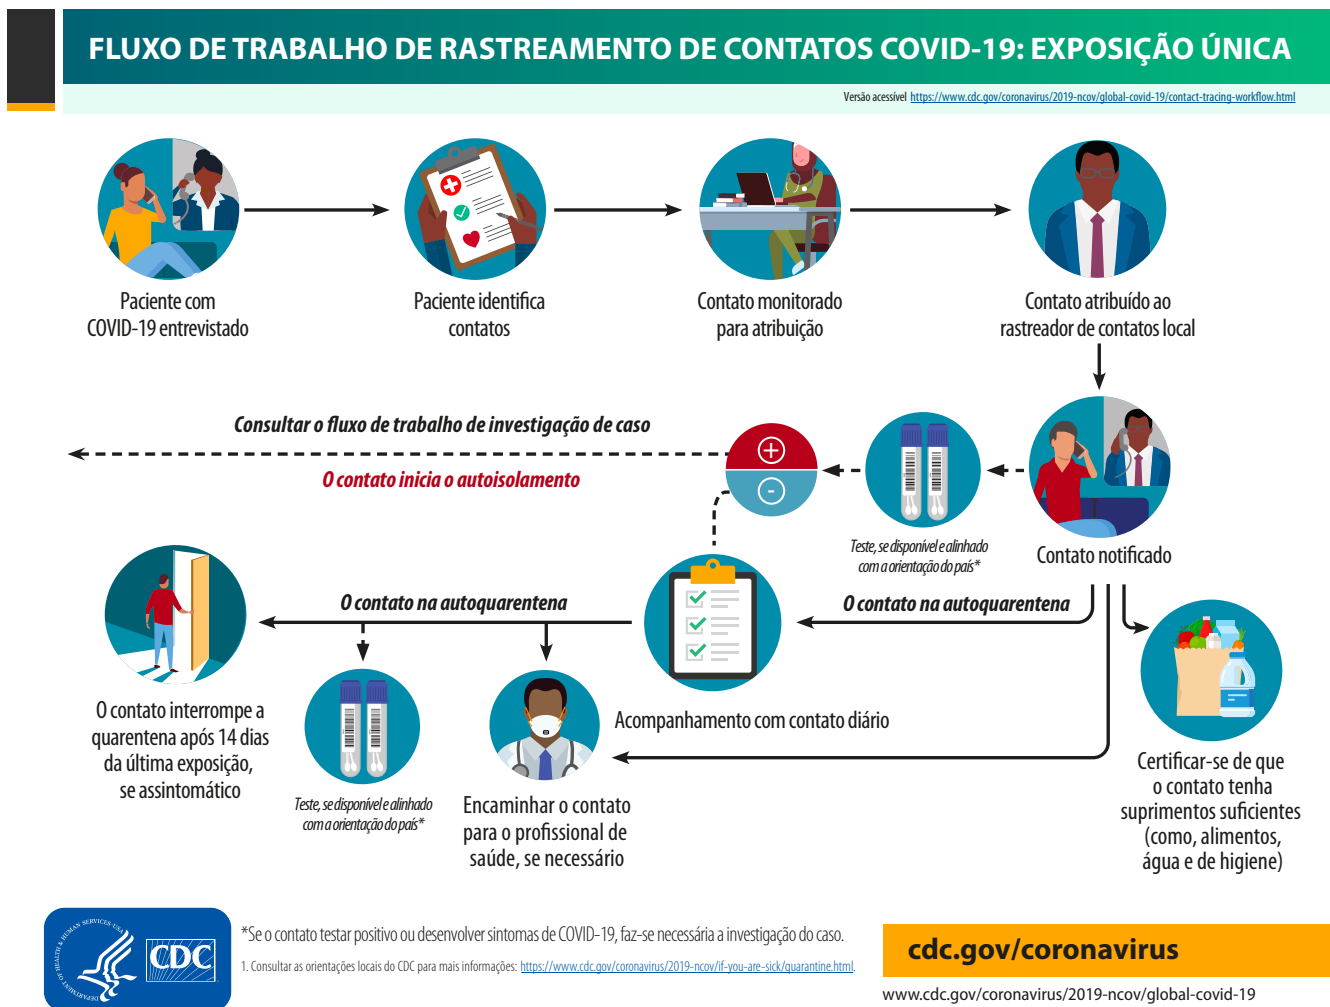 FLUXO DE TRABALHO DE RASTREAMENTO DE CONTATOS COVID-19: EXPOSIÇÃO ÚNICA
Versão acessível https://www.cdc.gov/coronavirus/2019-ncov/global-covid-19/contact-tracing-workflow.html
Paciente com
COVID-19 entrevistado
Paciente identifica
contatos
Contato monitorado
para atribuição
Contato atribuído ao
rastreador de contatos local
Consultar o fluxo de trabalho de investigação de caso
O contato inicia o autoisolamento
+
-
Teste, se disponível e alinhado
com a orientação do país*
Contato notificado
O contato na autoquarentena
O contato na autoquarentena
O contato interrompe a
quarentena após 14 dias
da última exposição,
se assintomático
Teste, se disponível e alinhado
com a orientação do país*
Encaminhar o contato
para o profissional de
saúde, se necessário
Acompanhamento com contato diário
Certificar-se de que
o contato tenha
suprimentos suficientes
(como, alimentos,
água e de higiene)
DEPARTMENT OF HEALTH & HUMAN SERVICES·USA
CDC
*Se o contato testar positivo ou desenvolver sintomas de COVID-19, faz-se necessária a investigação do caso.
1. Consultar as orientações locais do CDC para mais informações: https://www.cdc.gov/coronavirus/2019-ncov/if-you-are-sick/quarantine.html.
cdc.gov/coronavirus
www.cdc.gov/coronavirus/2019-ncov/global-covid-19